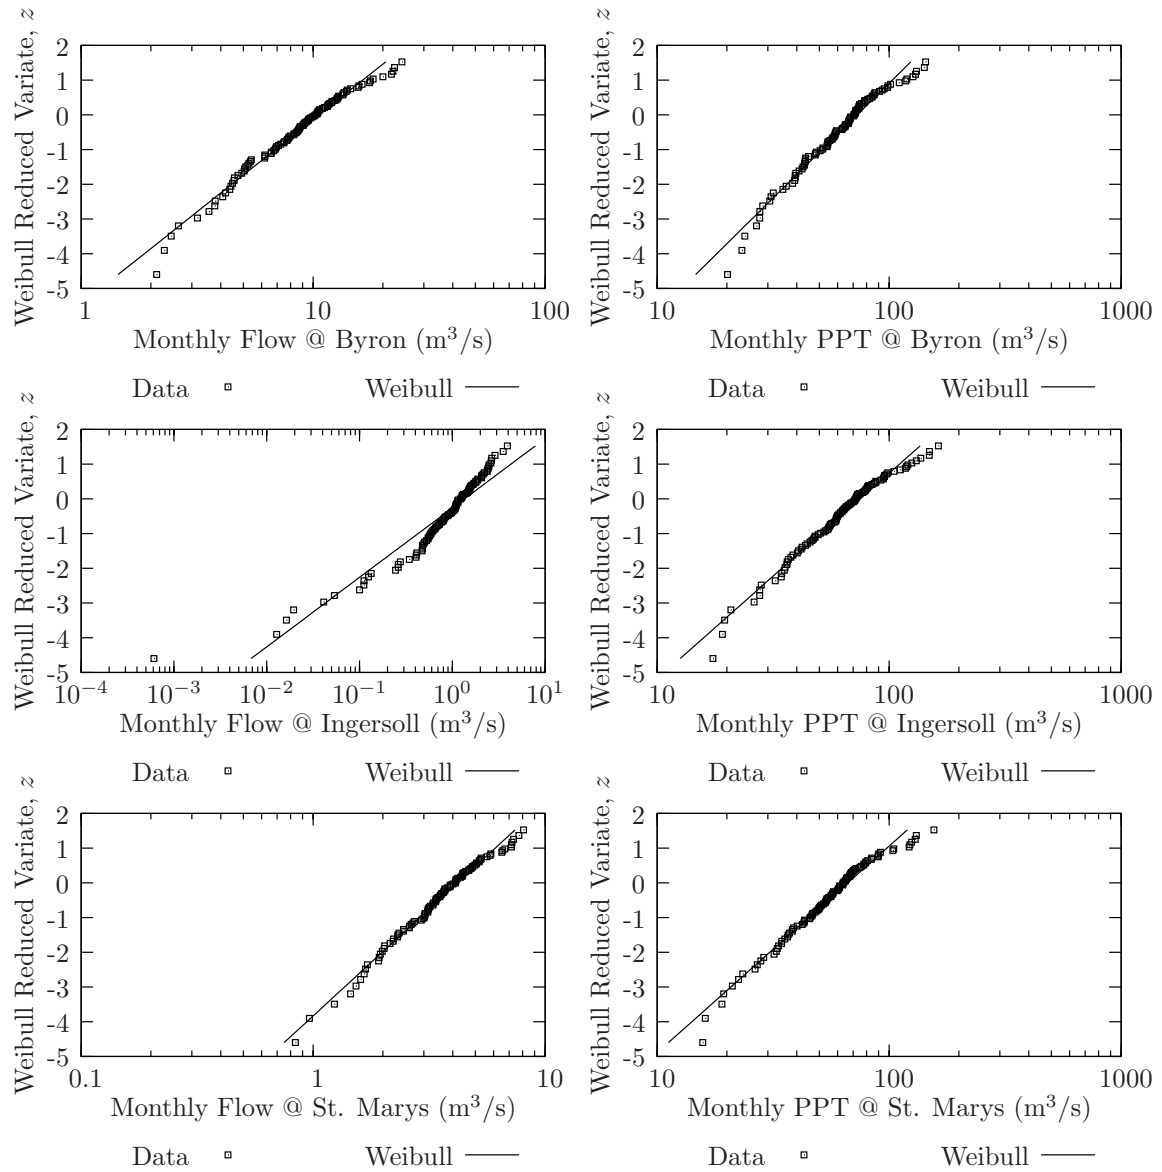 Weibull Reduced Variate, z
2
1
0
-1
-2
-3
-4
-5
1 10 100
Monthly Flow @ Byron (m³/s)
Data Weibull
Weibull Reduced Variate, z
2
1
0
-1
-2
-3
-4
-5
10 100 1000
Monthly PPT @ Byron (m³/s)
Data Weibull
Weibull Reduced Variate, z
2
1
0
-1
-2
-3
-4
-5
10⁻⁴ 10⁻³ 10⁻² 10⁻¹ 10⁰ 10¹
Monthly Flow @ Ingersoll (m³/s)
Data Weibull
Weibull Reduced Variate, z
2
1
0
-1
-2
-3
-4
-5
10 100 1000
Monthly PPT @ Ingersoll (m³/s)
Data Weibull
Weibull Reduced Variate, z
2
1
0
-1
-2
-3
-4
-5
0.1 1 10
Monthly Flow @ St. Marys (m³/s)
Data Weibull
Weibull Reduced Variate, z
2
1
0
-1
-2
-3
-4
-5
10 100 1000
Monthly PPT @ St. Marys (m³/s)
Data Weibull